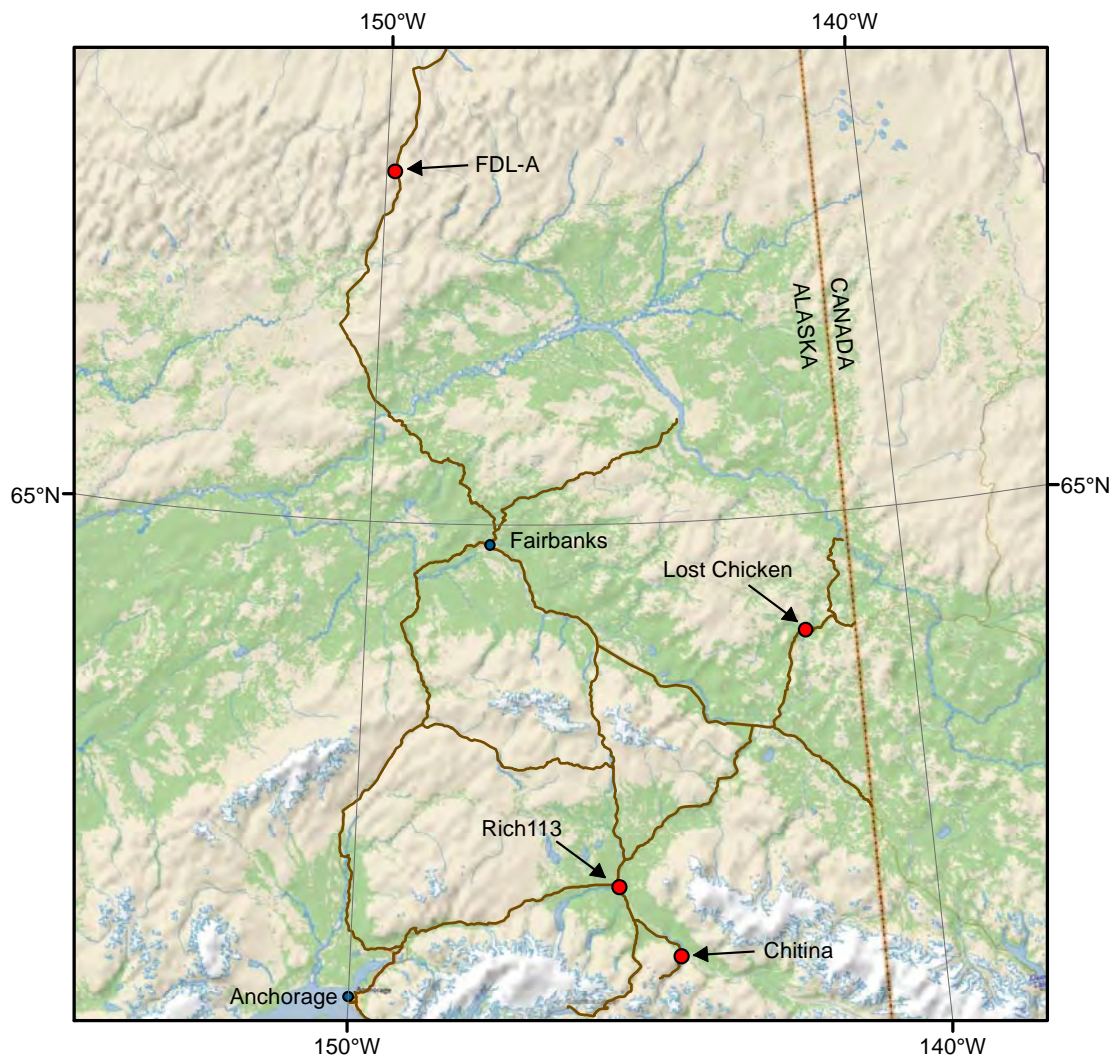 150°W
140°W
FDL-A
CANADA
ALASKA
65°N
65°N
Fairbanks
Lost Chicken
Rich113
Chitina
Anchorage
150°W
140°W